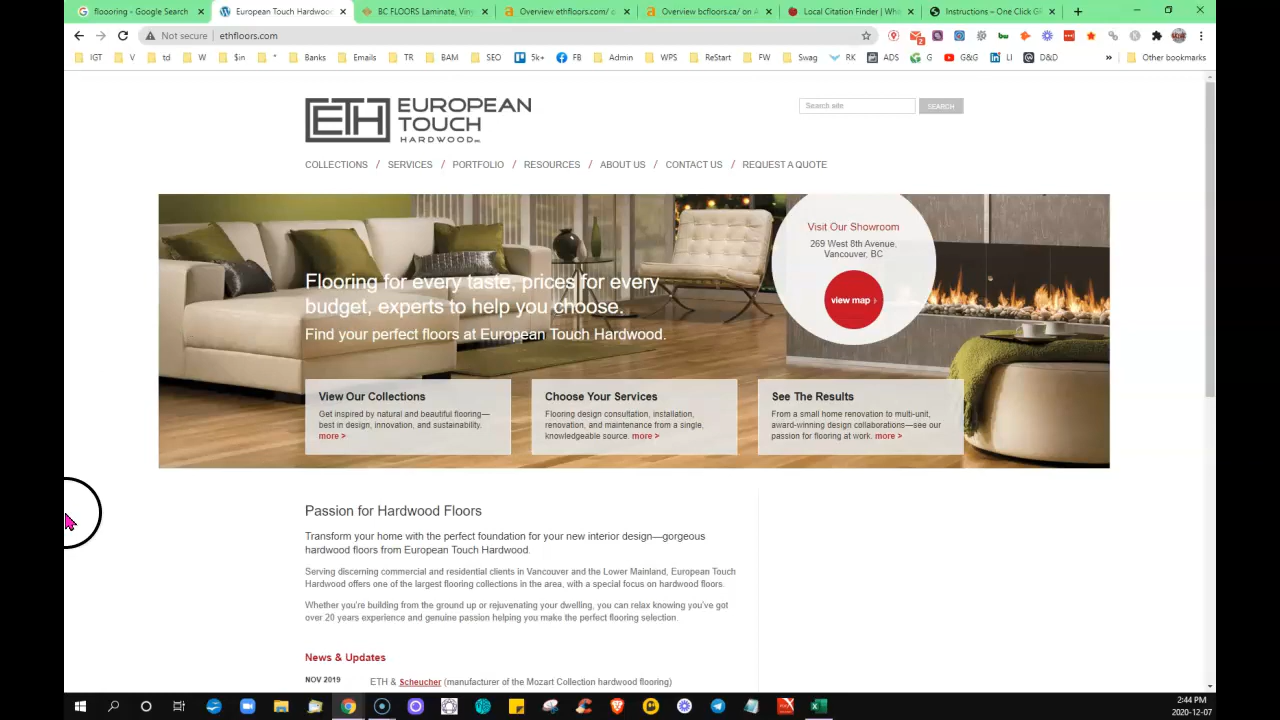 flooring - Google Search
European Touch Hardwood
BC FLOORS Laminate, Viny
Overview ethfloors.com/ o
Overview bcfloors.ca/ on A
Local Citation Finder | Whe
Instructions – One Click G
Not secure | ethfloors.com
IGT V td W $in * Banks Emails TR BAM SEO 5k+ FB Admin WPS ReStart FW Swag RK ADS G G&G LI D&D » Other bookmarks
ETH EUROPEAN
TOUCH
HARDWOOD
Search site SEARCH
COLLECTIONS / SERVICES / PORTFOLIO / RESOURCES / ABOUT US / CONTACT US / REQUEST A QUOTE
Visit Our Showroom
269 West 8th Avenue,
Vancouver, BC
view map ›
Flooring for every taste, prices for every
budget, experts to help you choose.
Find your perfect floors at European Touch Hardwood.
View Our Collections
Get inspired by natural and beautiful flooring—
best in design, innovation, and sustainability.
more >
Choose Your Services
Flooring design consultation, installation,
renovation, and maintenance from a single,
knowledgeable source. more >
See The Results
From a small home renovation to multi-unit,
award-winning design collaborations—see our
passion for flooring at work. more >
Passion for Hardwood Floors
Transform your home with the perfect foundation for your new interior design—gorgeous
hardwood floors from European Touch Hardwood.
Serving discerning commercial and residential clients in Vancouver and the Lower Mainland, European Touch
Hardwood offers one of the largest flooring collections in the area, with a special focus on hardwood floors.
Whether you're building from the ground up or rejuvenating your dwelling, you can relax knowing you've got
over 20 years experience and genuine passion helping you make the perfect flooring selection.
News & Updates
NOV 2019 ETH & Scheucher (manufacturer of the Mozart Collection hardwood flooring)
2:44 PM
2020-12-07